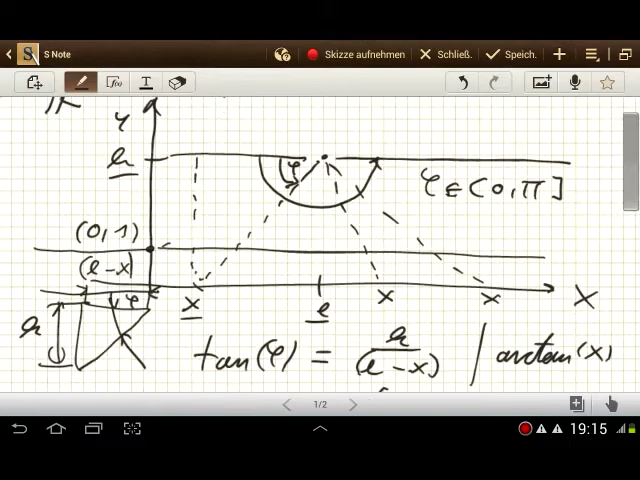 S Note
Skizze aufnehmen
Schließ.
Speich.
f(x)
T
y
h
φ
φ ∈ (0, π]
(0, 1)
(e-x)
φ
h
x
e
x
x
X
tan(φ) = h / (e - x) | arctan(x)
1/2
19:15